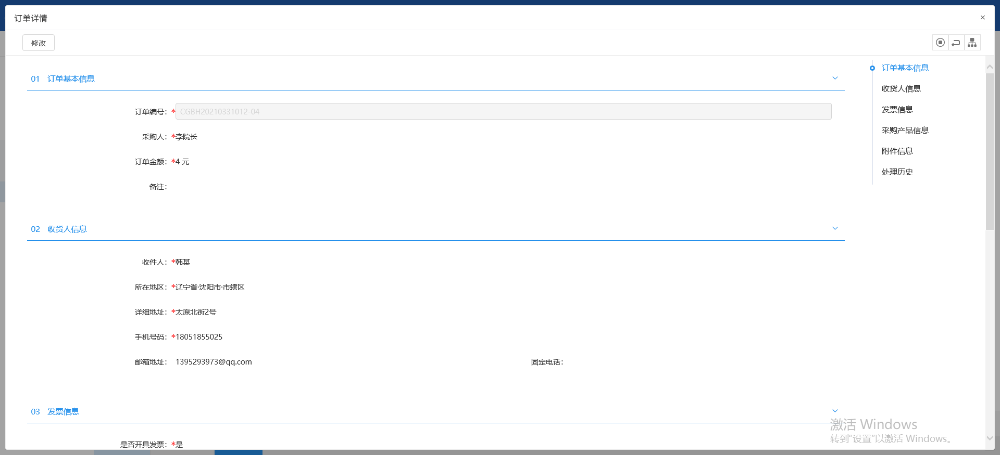 订单详情
×
修改
01 订单基本信息
订单编号：*CGBH20210331012-04
采购人：*李院长
订单金额：*4 元
备注：
02 收货人信息
收件人：*韩某
所在地区：*辽宁省·沈阳市·市辖区
详细地址：*太原北街2号
手机号码：*18051855025
邮箱地址： 1395293973@qq.com 固定电话：
03 发票信息
是否开具发票：*是
订单基本信息
收货人信息
发票信息
采购产品信息
附件信息
处理历史
激活 Windows
转到"设置"以激活 Windows。